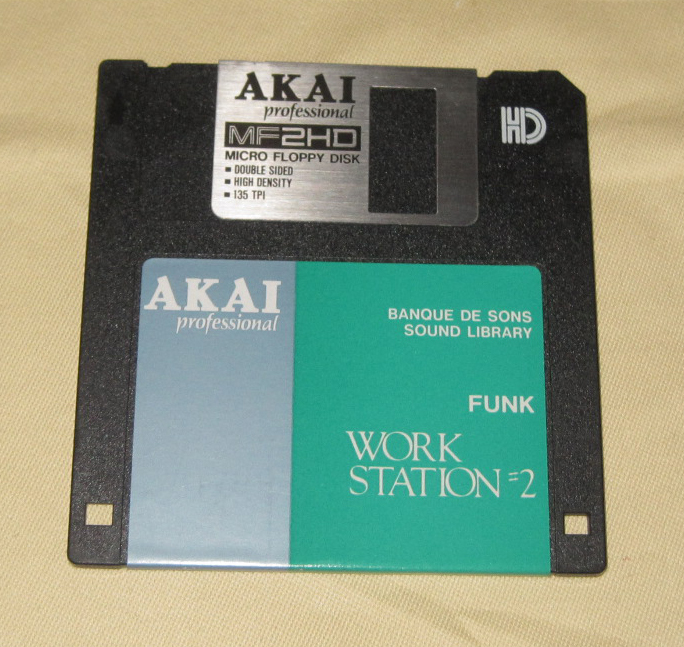 AKAI
professional
MF2HD
MICRO FLOPPY DISK
▪ DOUBLE SIDED
▪ HIGH DENSITY
▪ 135 TPI
HD
AKAI
professional
BANQUE DE SONS
SOUND LIBRARY
FUNK
WORK
STATION =2